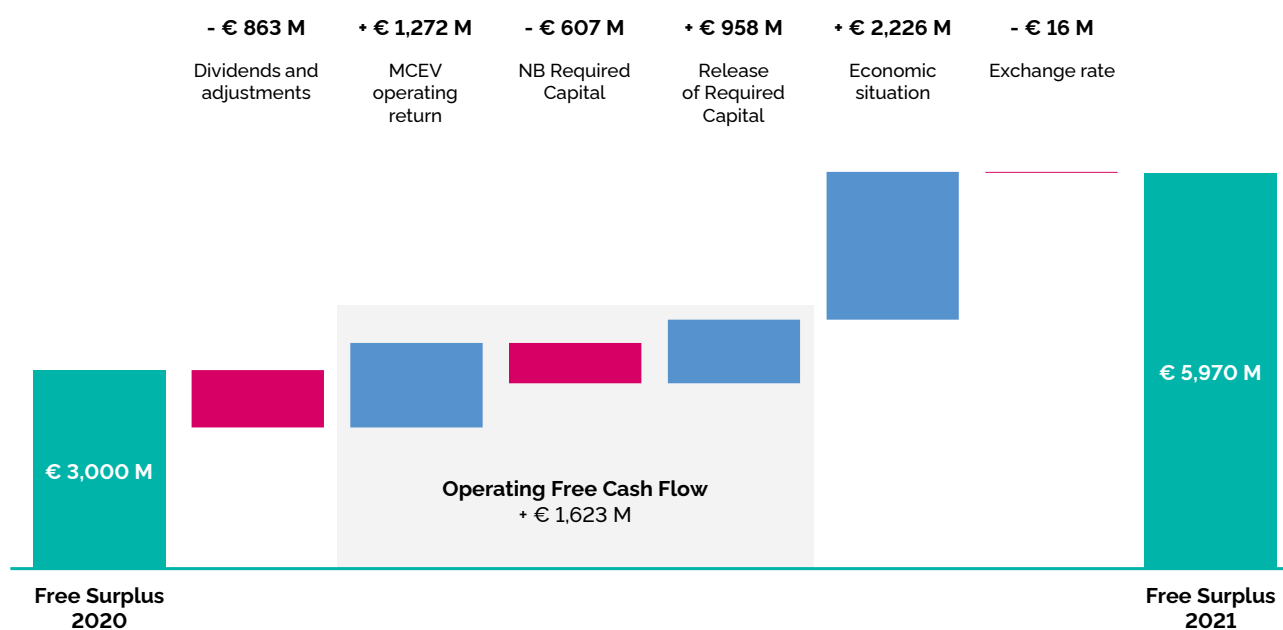 - € 863 M
Dividends and
adjustments
+ € 1,272 M
MCEV
operating
return
- € 607 M
NB Required
Capital
+ € 958 M
Release
of Required
Capital
+ € 2,226 M
Economic
situation
- € 16 M
Exchange rate
€ 3,000 M
€ 5,970 M
Operating Free Cash Flow
+ € 1,623 M
Free Surplus
2020
Free Surplus
2021